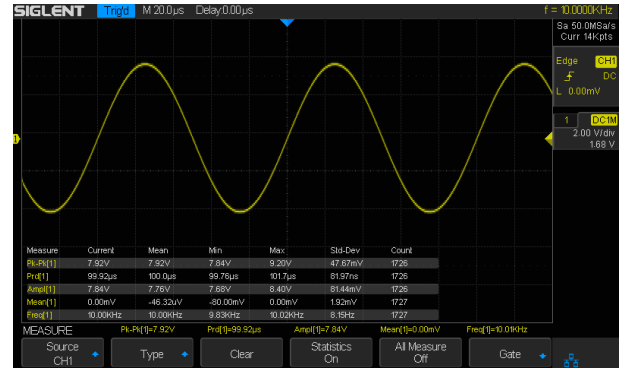 SIGLENT Trig'd M 20.0µs Delay:0.00µs f = 10.0000KHz
Sa 50.0MSa/s
Curr 14Kpts
Edge CH1
DC
L 0.00mV
1 DC1M
2.00 V/div
1.68 V
1
Measure Current Mean Min Max Std-Dev Count
Pk-Pk[1] 7.92V 7.92V 7.84V 9.20V 47.67mV 1726
Prd[1] 99.92µs 100.0µs 99.76µs 101.7µs 81.97ns 1726
Ampl[1] 7.84V 7.76V 7.68V 8.40V 81.44mV 1726
Mean[1] 0.00mV -46.32uV -80.00mV 0.00mV 1.92mV 1727
Freq[1] 10.00KHz 10.00KHz 9.83KHz 10.02KHz 8.15Hz 1727
MEASURE Pk-Pk[1]=7.92V Prd[1]=99.92µs Ampl[1]=7.84V Mean[1]=0.00mV Freq[1]=10.01KHz
Source Type Clear Statistics All Measure Gate
CH1 On Off